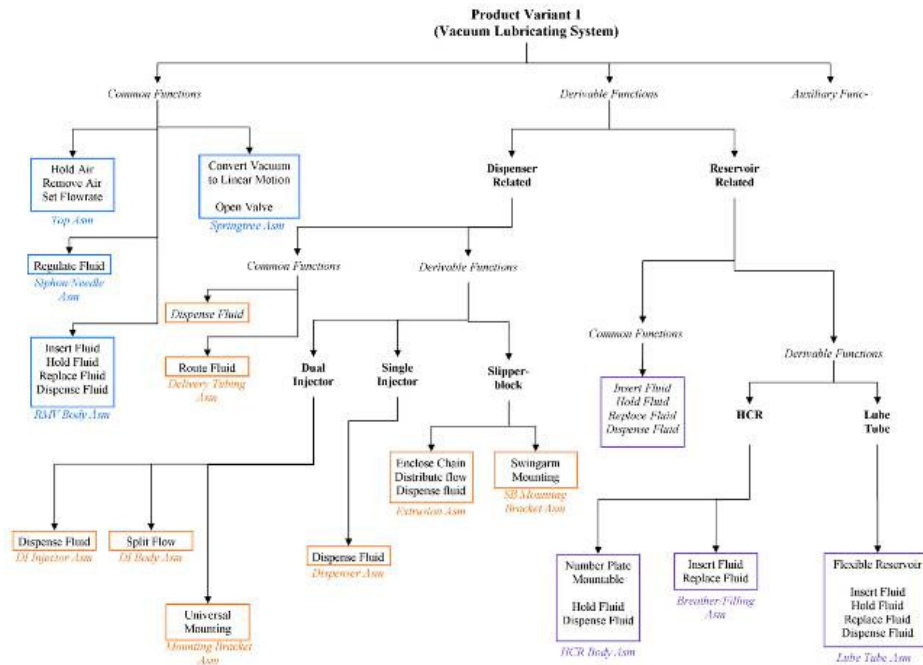 Product Variant 1
(Vacuum Lubricating System)
Common Functions
Derivable Functions
Auxiliary Func-
Hold Air
Remove Air
Set Flowrate
Top Asm
Convert Vacuum
to Linear Motion
Open Valve
Springtree Asm
Dispenser
Related
Reservoir
Related
Regulate Fluid
Siphon Needle
Asm
Common Functions
Derivable Functions
Dispense Fluid
Insert Fluid
Hold Fluid
Replace Fluid
Dispense Fluid
RMV Body Asm
Route Fluid
Delivery Tubing
Asm
Dual
Injector
Single
Injector
Slipper-
block
Common Functions
Derivable Functions
Insert Fluid
Hold Fluid
Replace Fluid
Dispense Fluid
HCR
Lube
Tube
Enclose Chain
Distribute flow
Dispense fluid
Extrusion Asm
Swingarm
Mounting
SB Mounting
Bracket Asm
Dispense Fluid
DI Injector Asm
Split Flow
DI Body Asm
Dispense Fluid
Dispenser Asm
Universal
Mounting
Mounting Bracket
Asm
Number Plate
Mountable
Hold Fluid
Dispense Fluid
HCR Body Asm
Insert Fluid
Replace Fluid
Breather/Filling
Asm
Flexible Reservoir
Insert Fluid
Hold Fluid
Replace Fluid
Dispense Fluid
Lube Tube Asm